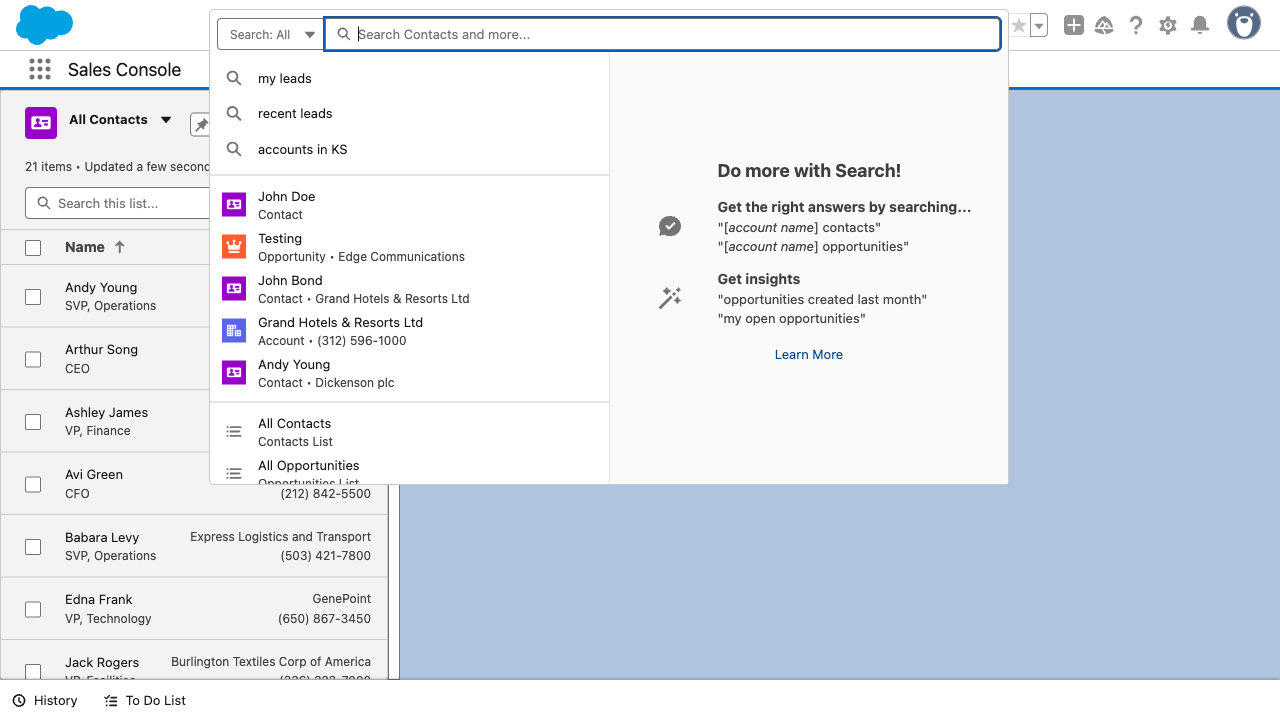 Search: All
Search Contacts and more...
Sales Console
my leads
recent leads
accounts in KS
John Doe
Contact
Testing
Opportunity • Edge Communications
John Bond
Contact • Grand Hotels & Resorts Ltd
Grand Hotels & Resorts Ltd
Account • (312) 596-1000
Andy Young
Contact • Dickenson plc
All Contacts
Contacts List
All Opportunities
Opportunities List
Do more with Search!
Get the right answers by searching...
"[account name] contacts"
"[account name] opportunities"
Get insights
"opportunities created last month"
"my open opportunities"
Learn More
All Contacts
21 items • Updated a few
Search this list...
Name
Andy Young
SVP, Operations
Arthur Song
CEO
Ashley James
VP, Finance
Avi Green
CFO (212) 842-5500
Babara Levy Express Logistics and Transport
SVP, Operations (503) 421-7800
Edna Frank GenePoint
VP, Technology (650) 867-3450
Jack Rogers Burlington Textiles Corp of America
History
To Do List